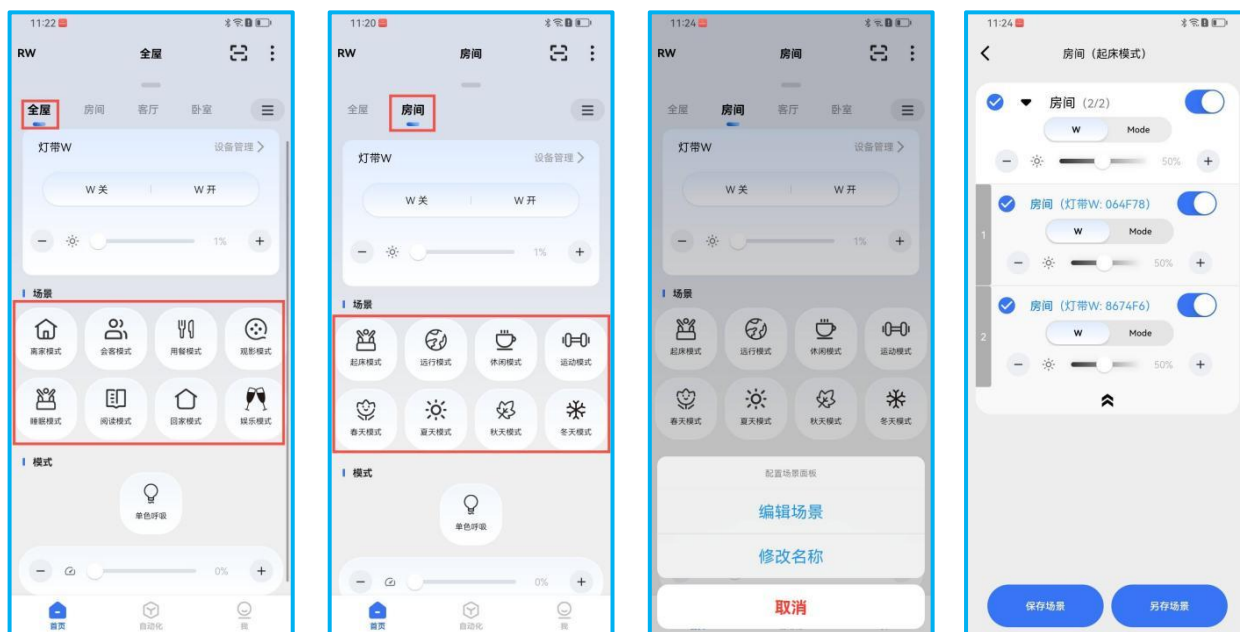 11:22
RW
全屋
全屋
房间
客厅
卧室
灯带W
设备管理
W 关
W 开
1%
场景
离家模式
会客模式
用餐模式
观影模式
睡眠模式
阅读模式
回家模式
娱乐模式
模式
单色呼吸
0%
首页
自动化
我
11:20
RW
房间
全屋
房间
灯带W
设备管理
W 关
W 开
1%
场景
起床模式
远行模式
休闲模式
运动模式
春天模式
夏天模式
秋天模式
冬天模式
模式
单色呼吸
0%
首页
自动化
我
11:24
RW
房间
全屋
房间
客厅
卧室
灯带W
设备管理
W 关
W 开
1%
场景
起床模式
远行模式
休闲模式
运动模式
春天模式
夏天模式
秋天模式
冬天模式
配置场景面板
编辑场景
修改名称
取消
11:24
房间（起床模式）
房间 (2/2)
W
Mode
50%
1
房间（灯带W: 064F78)
W
Mode
50%
2
房间（灯带W: 8674F6)
W
Mode
50%
保存场景
另存场景